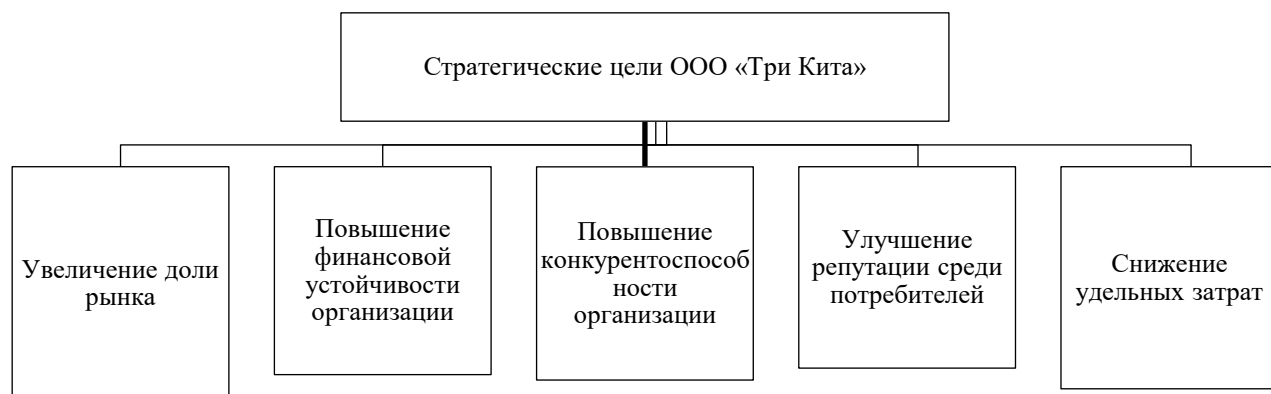 Стратегические цели ООО «Три Кита»
Увеличение доли
рынка
Повышение
финансовой
устойчивости
организации
Повышение
конкурентоспособ
ности
организации
Улучшение
репутации среди
потребителей
Снижение
удельных затрат